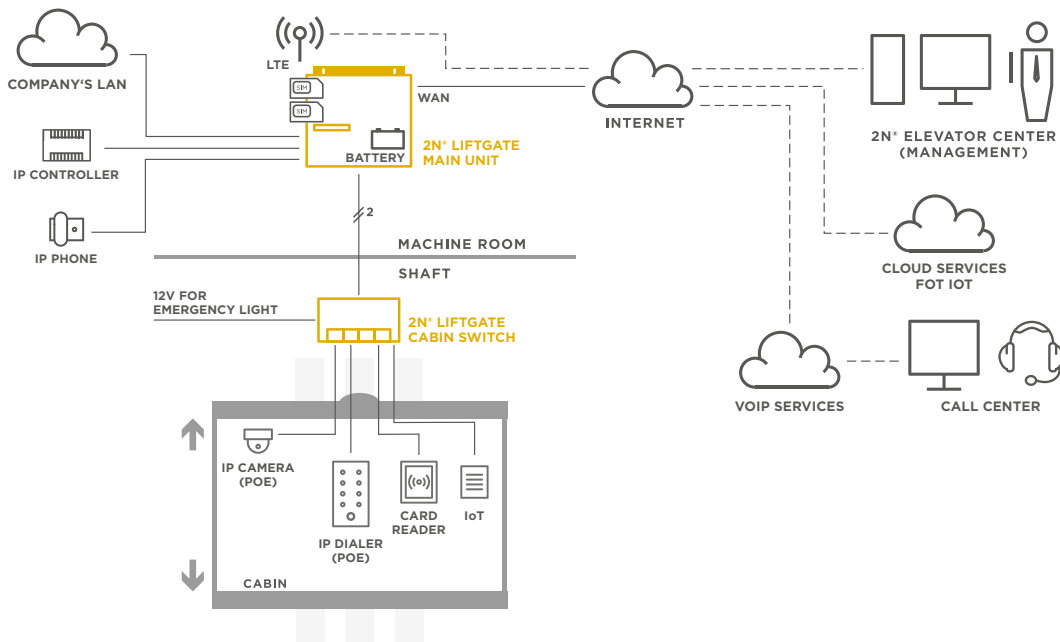 COMPANY'S LAN
LTE
SIM
SIM
WAN
INTERNET
2N® ELEVATOR CENTER
(MANAGEMENT)
2N® LIFTGATE
MAIN UNIT
BATTERY
IP CONTROLLER
IP PHONE
2
MACHINE ROOM
SHAFT
CLOUD SERVICES
FOT IOT
12V FOR
EMERGENCY LIGHT
2N® LIFTGATE
CABIN SWITCH
VOIP SERVICES
CALL CENTER
IP CAMERA
(POE)
IP DIALER
(POE)
CARD
READER
IoT
CABIN